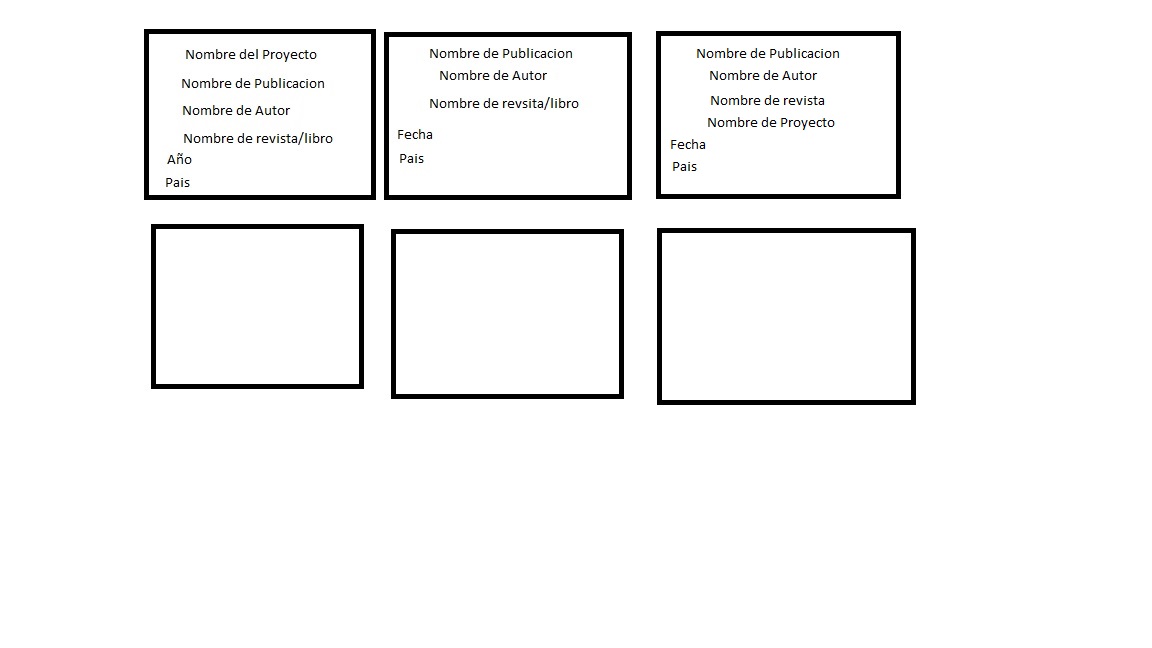 Nombre del Proyecto
Nombre de Publicacion
Nombre de Autor
Nombre de revista/libro
Año
Pais
Nombre de Publicacion
Nombre de Autor
Nombre de revsita/libro
Fecha
Pais
Nombre de Publicacion
Nombre de Autor
Nombre de revista
Nombre de Proyecto
Fecha
Pais